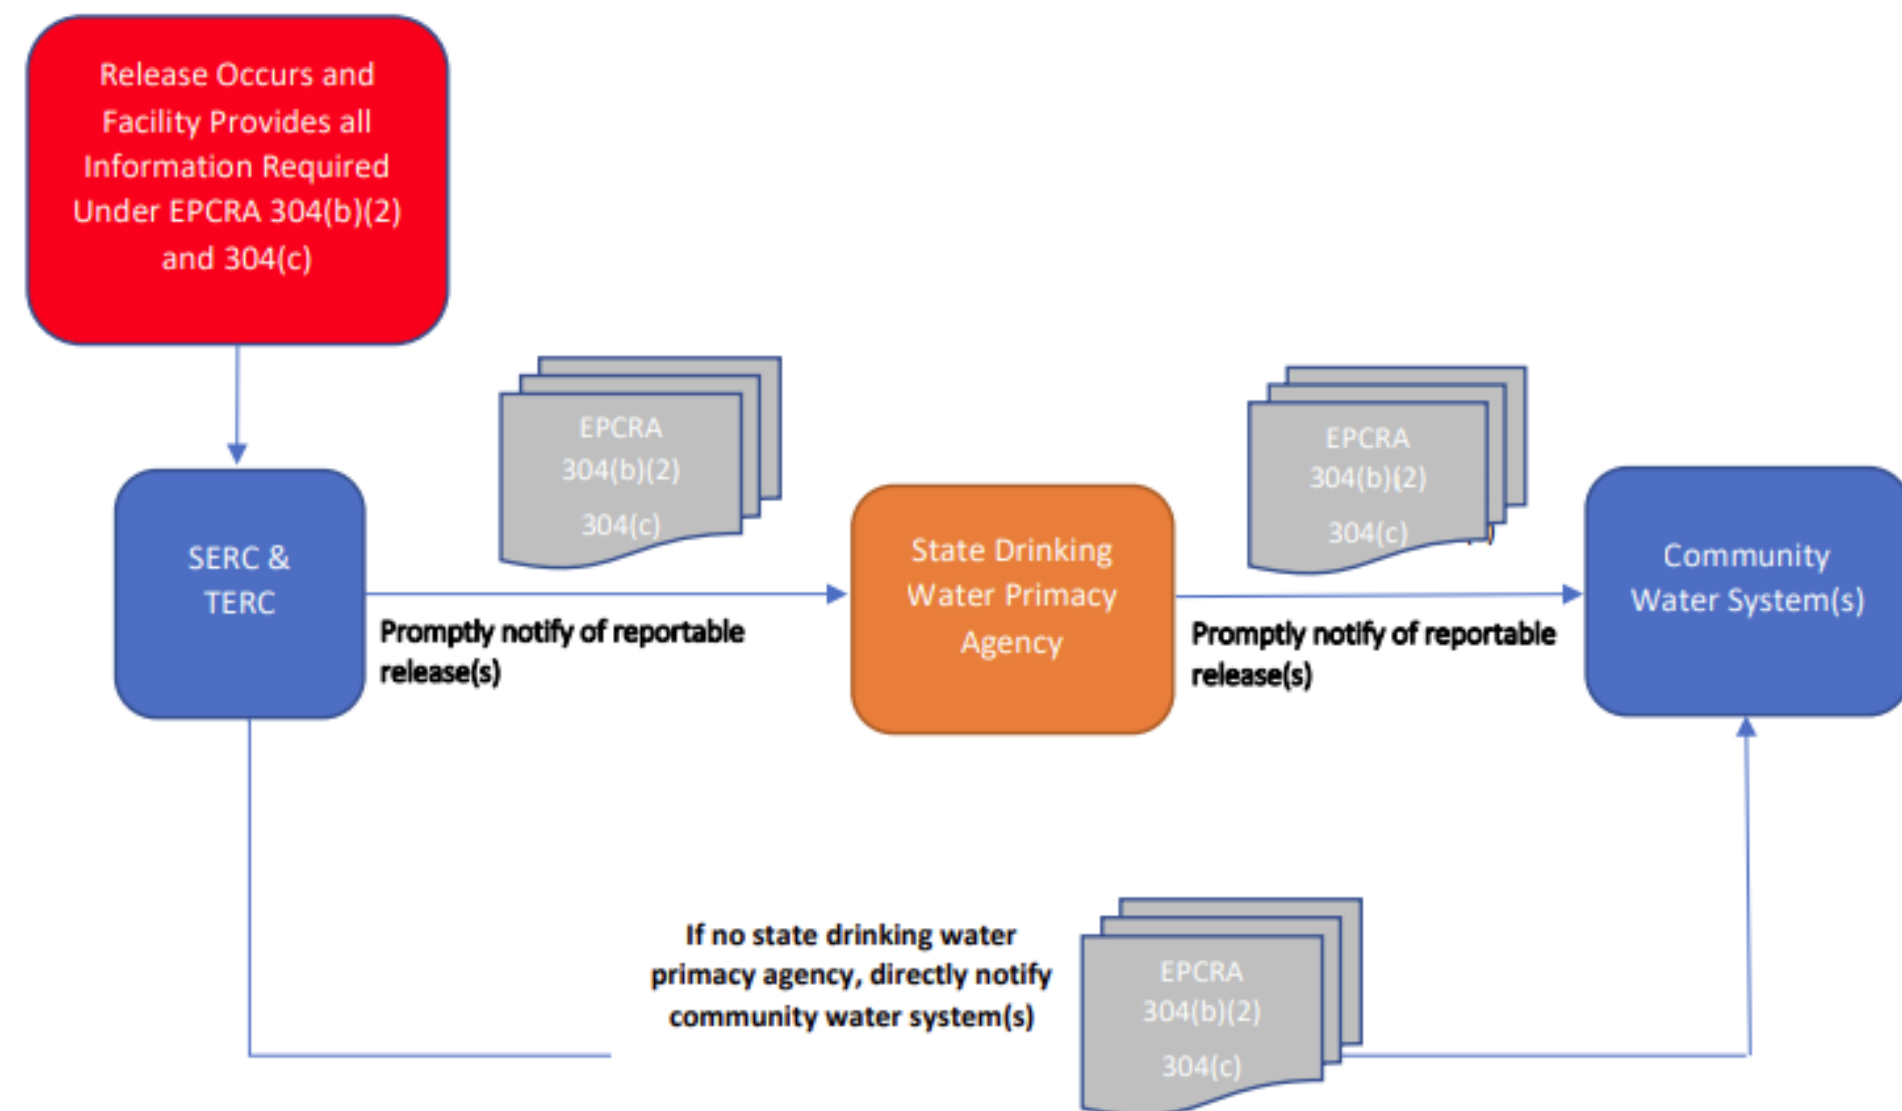 Release Occurs and
Facility Provides all
Information Required
Under EPCRA 304(b)(2)
and 304(c)
EPCRA
304(b)(2)
304(c)
EPCRA
304(b)(2)
304(c)
SERC &
TERC
Promptly notify of reportable
release(s)
State Drinking
Water Primacy
Agency
Promptly notify of reportable
release(s)
Community
Water System(s)
If no state drinking water
primacy agency, directly notify
community water system(s)
EPCRA
304(b)(2)
304(c)